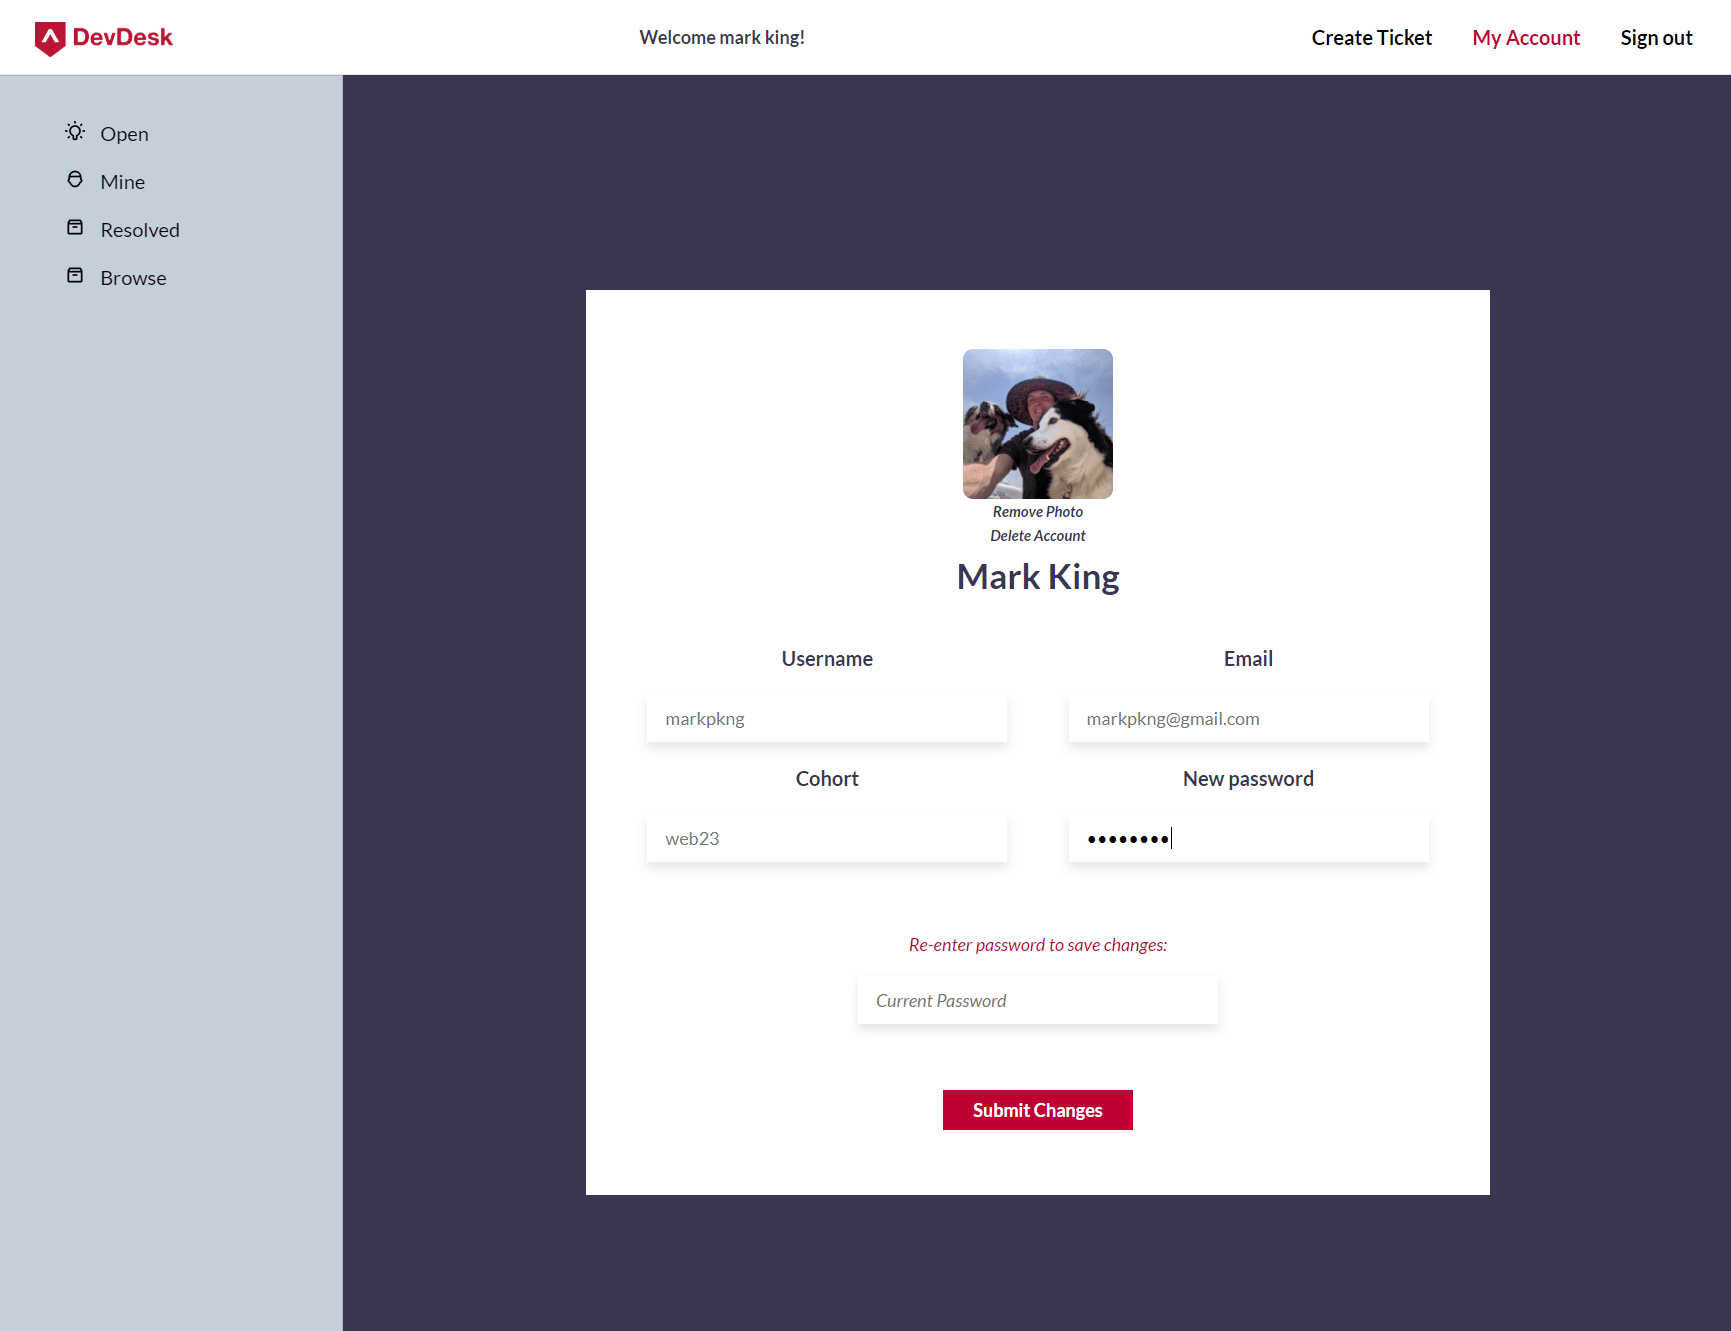 DevDesk
Welcome mark king!
Create Ticket
My Account
Sign out
Open
Mine
Resolved
Browse
Remove Photo
Delete Account
Mark King
Username
Email
markpkng
markpkng@gmail.com
Cohort
New password
web23
••••••••
Re-enter password to save changes:
Current Password
Submit Changes